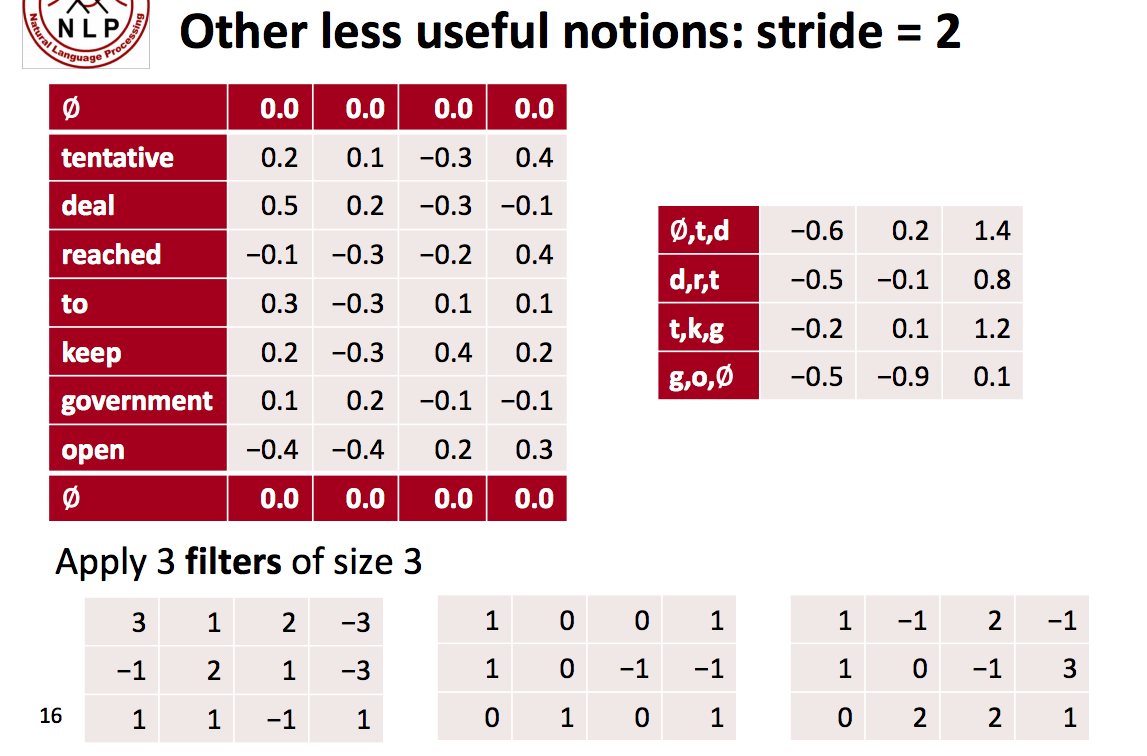 NLP
Natural Language Processing
Other less useful notions: stride = 2
Ø 0.0 0.0 0.0 0.0
tentative 0.2 0.1 −0.3 0.4
deal 0.5 0.2 −0.3 −0.1
reached −0.1 −0.3 −0.2 0.4
to 0.3 −0.3 0.1 0.1
keep 0.2 −0.3 0.4 0.2
government 0.1 0.2 −0.1 −0.1
open −0.4 −0.4 0.2 0.3
Ø 0.0 0.0 0.0 0.0
Ø,t,d −0.6 0.2 1.4
d,r,t −0.5 −0.1 0.8
t,k,g −0.2 0.1 1.2
g,o,Ø −0.5 −0.9 0.1
Apply 3 filters of size 3
3 1 2 −3
−1 2 1 −3
1 1 −1 1
1 0 0 1
1 0 −1 −1
0 1 0 1
1 −1 2 −1
1 0 −1 3
0 2 2 1
16